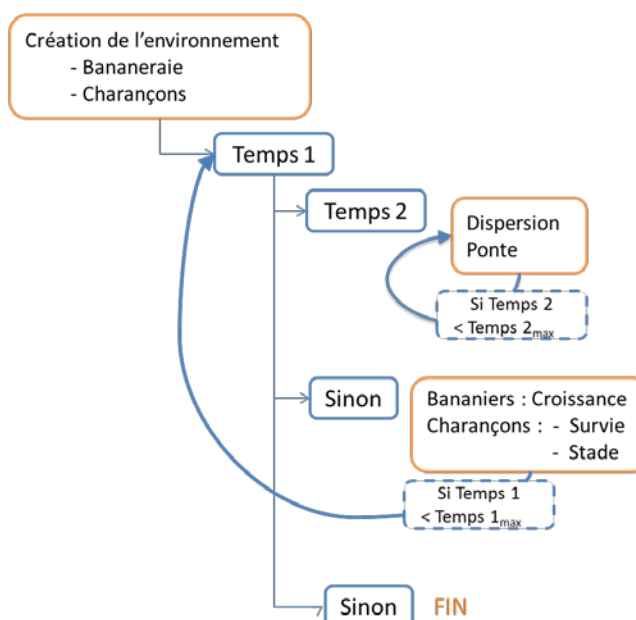 Création de l'environnement
- Bananeraie
- Charançons
Temps 1
Temps 2
Dispersion
Ponte
Si Temps 2
< Temps 2max
Sinon
Bananiers : Croissance
Charançons : - Survie
- Stade
Si Temps 1
< Temps 1max
Sinon FIN